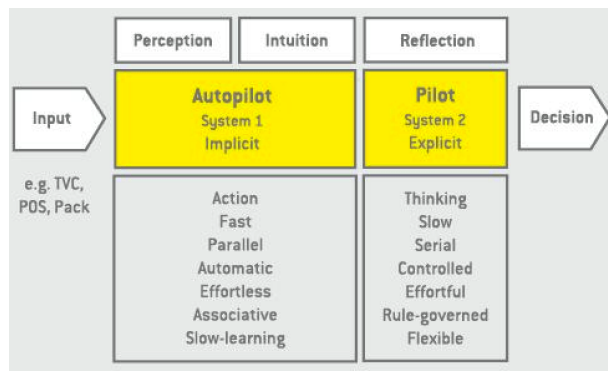 Perception
Intuition
Reflection
Input
Autopilot
System 1
Implicit
Pilot
System 2
Explicit
Decision
e.g. TVC,
POS, Pack
Action
Fast
Parallel
Automatic
Effortless
Associative
Slow-learning
Thinking
Slow
Serial
Controlled
Effortful
Rule-governed
Flexible